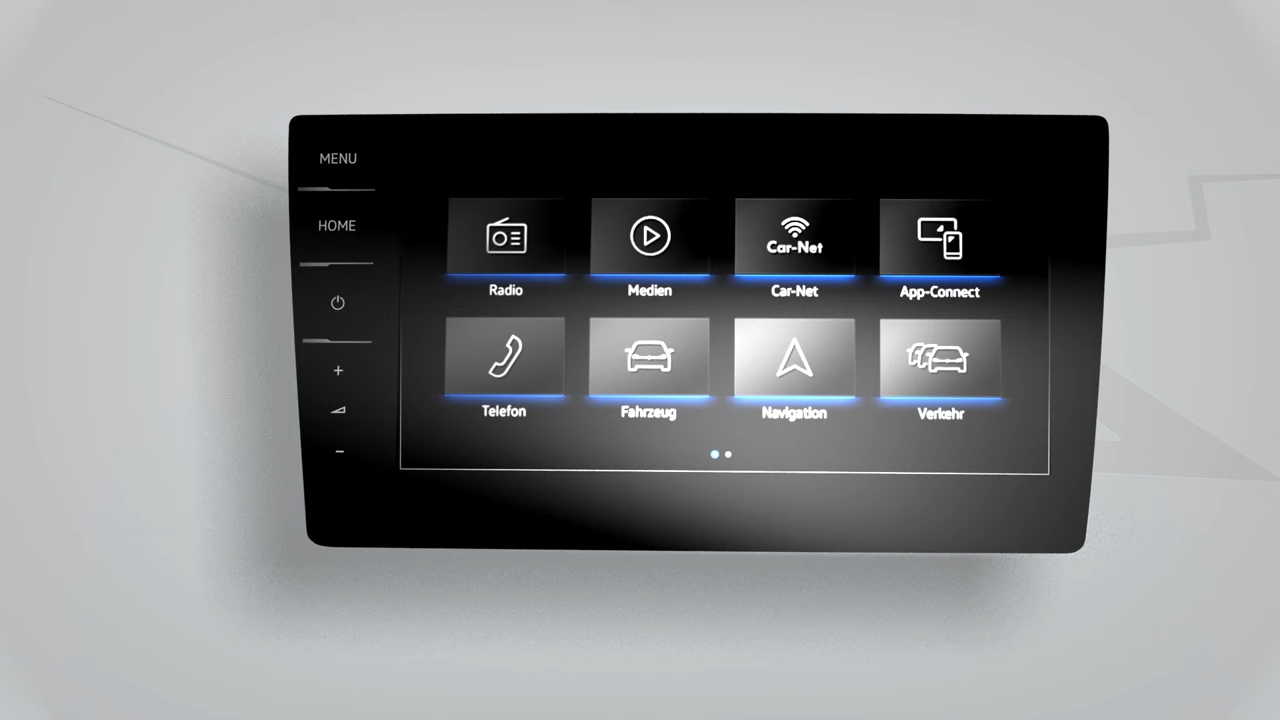 MENU
HOME
+
-
Car-Net
Radio
Medien
Car-Net
App-Connect
Telefon
Fahrzeug
Navigation
Verkehr